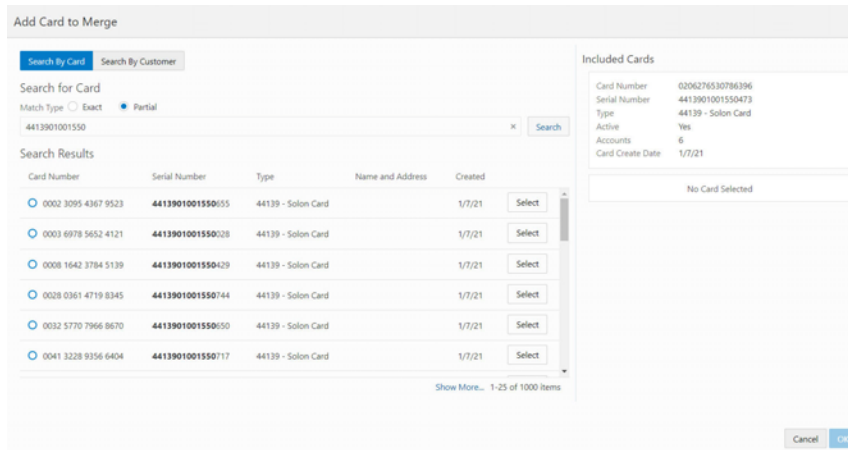 Add Card to Merge
Search By Card Search By Customer
Search for Card
Match Type Exact Partial
4413901001550 × Search
Search Results
Card Number Serial Number Type Name and Address Created
0002 3095 4367 9523 4413901001550655 44139 - Solon Card 1/7/21 Select
0003 6978 5652 4121 4413901001550028 44139 - Solon Card 1/7/21 Select
0008 1642 3784 5139 4413901001550429 44139 - Solon Card 1/7/21 Select
0028 0361 4719 8345 4413901001550744 44139 - Solon Card 1/7/21 Select
0032 5770 7966 8670 4413901001550650 44139 - Solon Card 1/7/21 Select
0041 3228 9356 6404 4413901001550717 44139 - Solon Card 1/7/21 Select
Show More... 1-25 of 1000 items
Included Cards
Card Number 0206276530786396
Serial Number 4413901001550473
Type 44139 - Solon Card
Active Yes
Accounts 6
Card Create Date 1/7/21
No Card Selected
Cancel OK